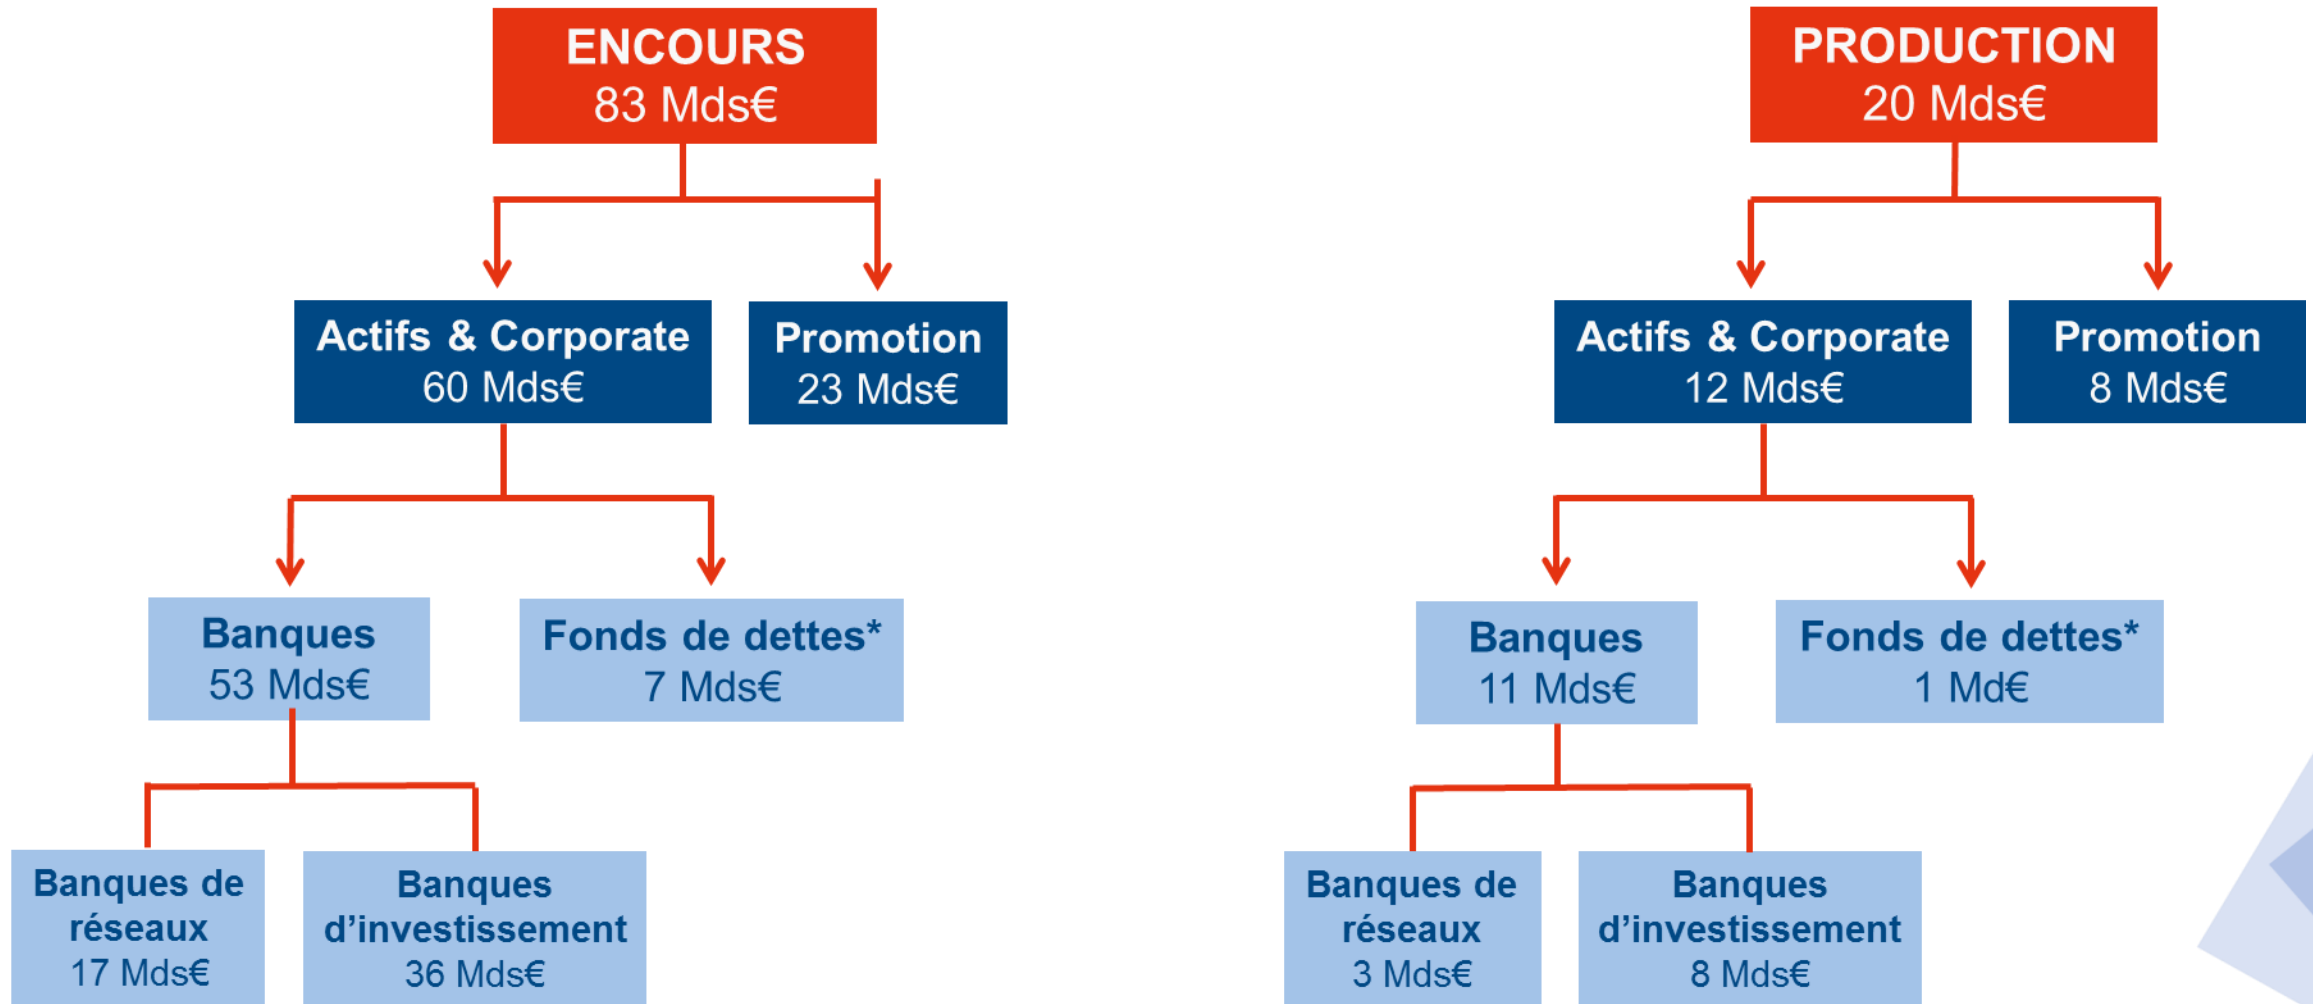 ENCOURS
83 Mds€
PRODUCTION
20 Mds€
Actifs & Corporate
60 Mds€
Promotion
23 Mds€
Actifs & Corporate
12 Mds€
Promotion
8 Mds€
Banques
53 Mds€
Fonds de dettes*
7 Mds€
Banques
11 Mds€
Fonds de dettes*
1 Md€
Banques de
réseaux
17 Mds€
Banques
d’investissement
36 Mds€
Banques de
réseaux
3 Mds€
Banques
d’investissement
8 Mds€